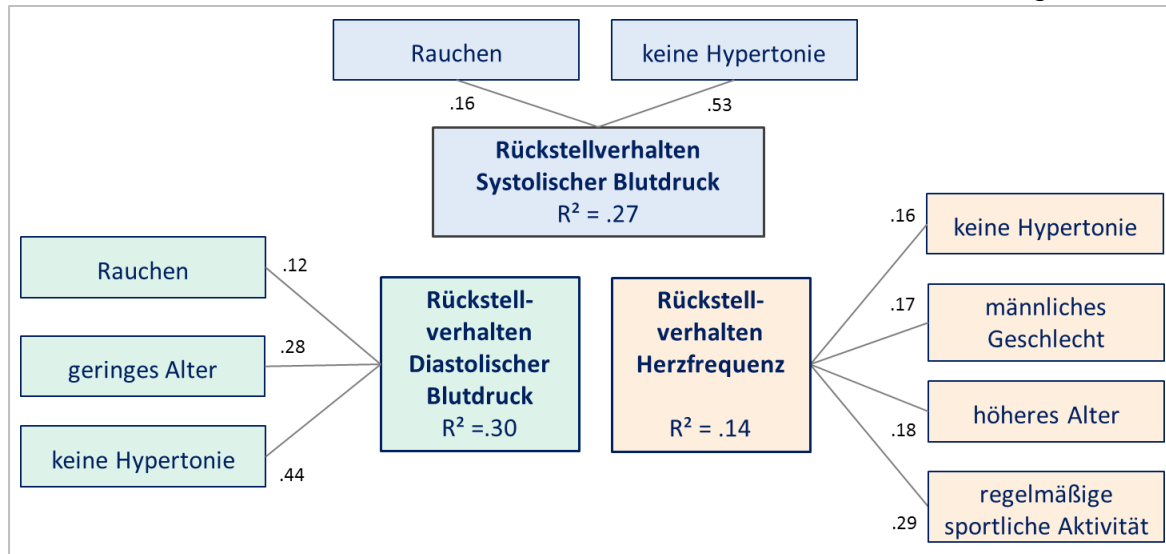 Rauchen
keine Hypertonie
.16
.53
Rückstellverhalten
Systolischer Blutdruck
R² = .27
Rauchen
.12
geringes Alter
.28
keine Hypertonie
.44
Rückstell-
verhalten
Diastolischer
Blutdruck
R² =.30
Rückstell-
verhalten
Herzfrequenz
R² = .14
.16
keine Hypertonie
.17
männliches
Geschlecht
.18
höheres Alter
.29
regelmäßige
sportliche Aktivität